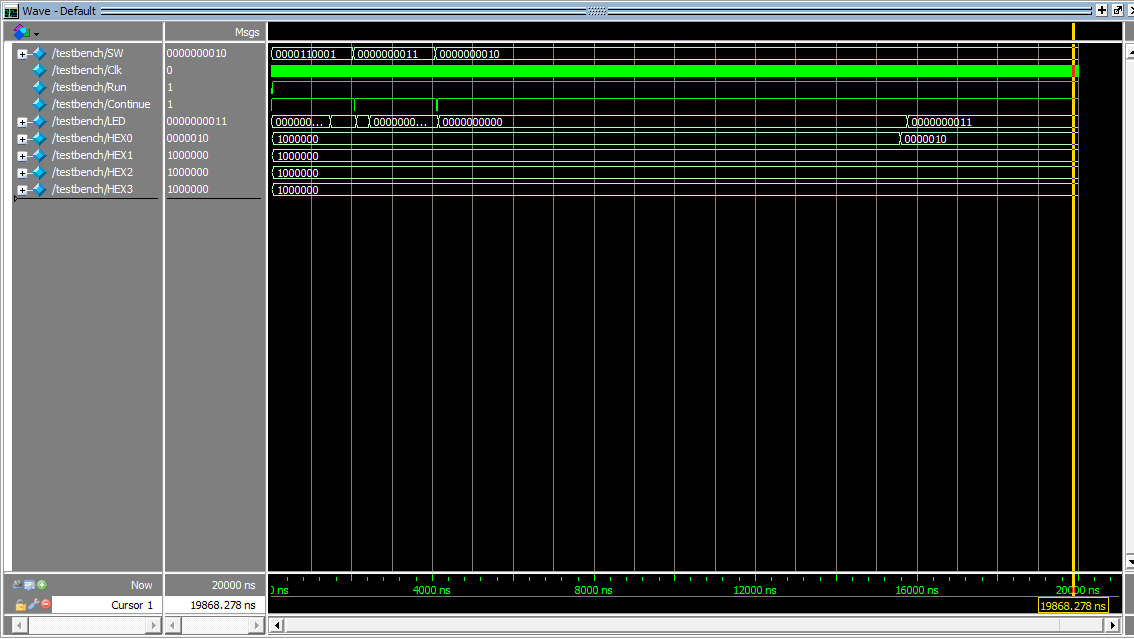 Wave - Default
Msgs
/testbench/SW 0000000010 0000110001 0000000011 0000000010
/testbench/Clk 0
/testbench/Run 1
/testbench/Continue 1
/testbench/LED 0000000011 000000... 0000000... 0000000000 0000000011
/testbench/HEX0 0000010 1000000 0000010
/testbench/HEX1 1000000 1000000
/testbench/HEX2 1000000 1000000
/testbench/HEX3 1000000 1000000
Now 20000 ns ns 4000 ns 8000 ns 12000 ns 16000 ns 20000 ns
Cursor 1 19868.278 ns 19868.278 ns